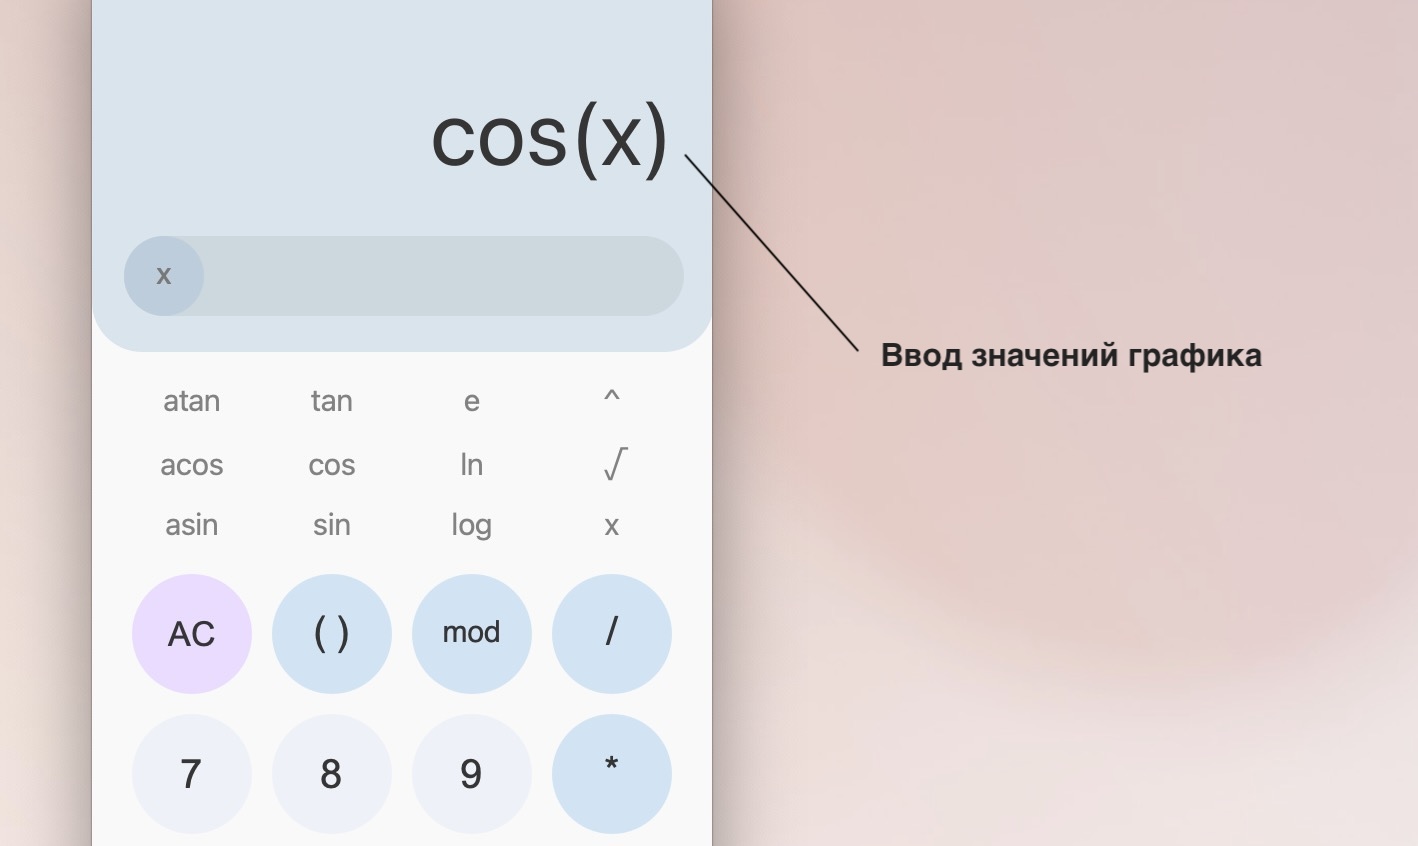 cos(x)
x
Ввод значений графика
atan tan e ^
acos cos ln √
asin sin log x
AC ( ) mod /
7 8 9 *